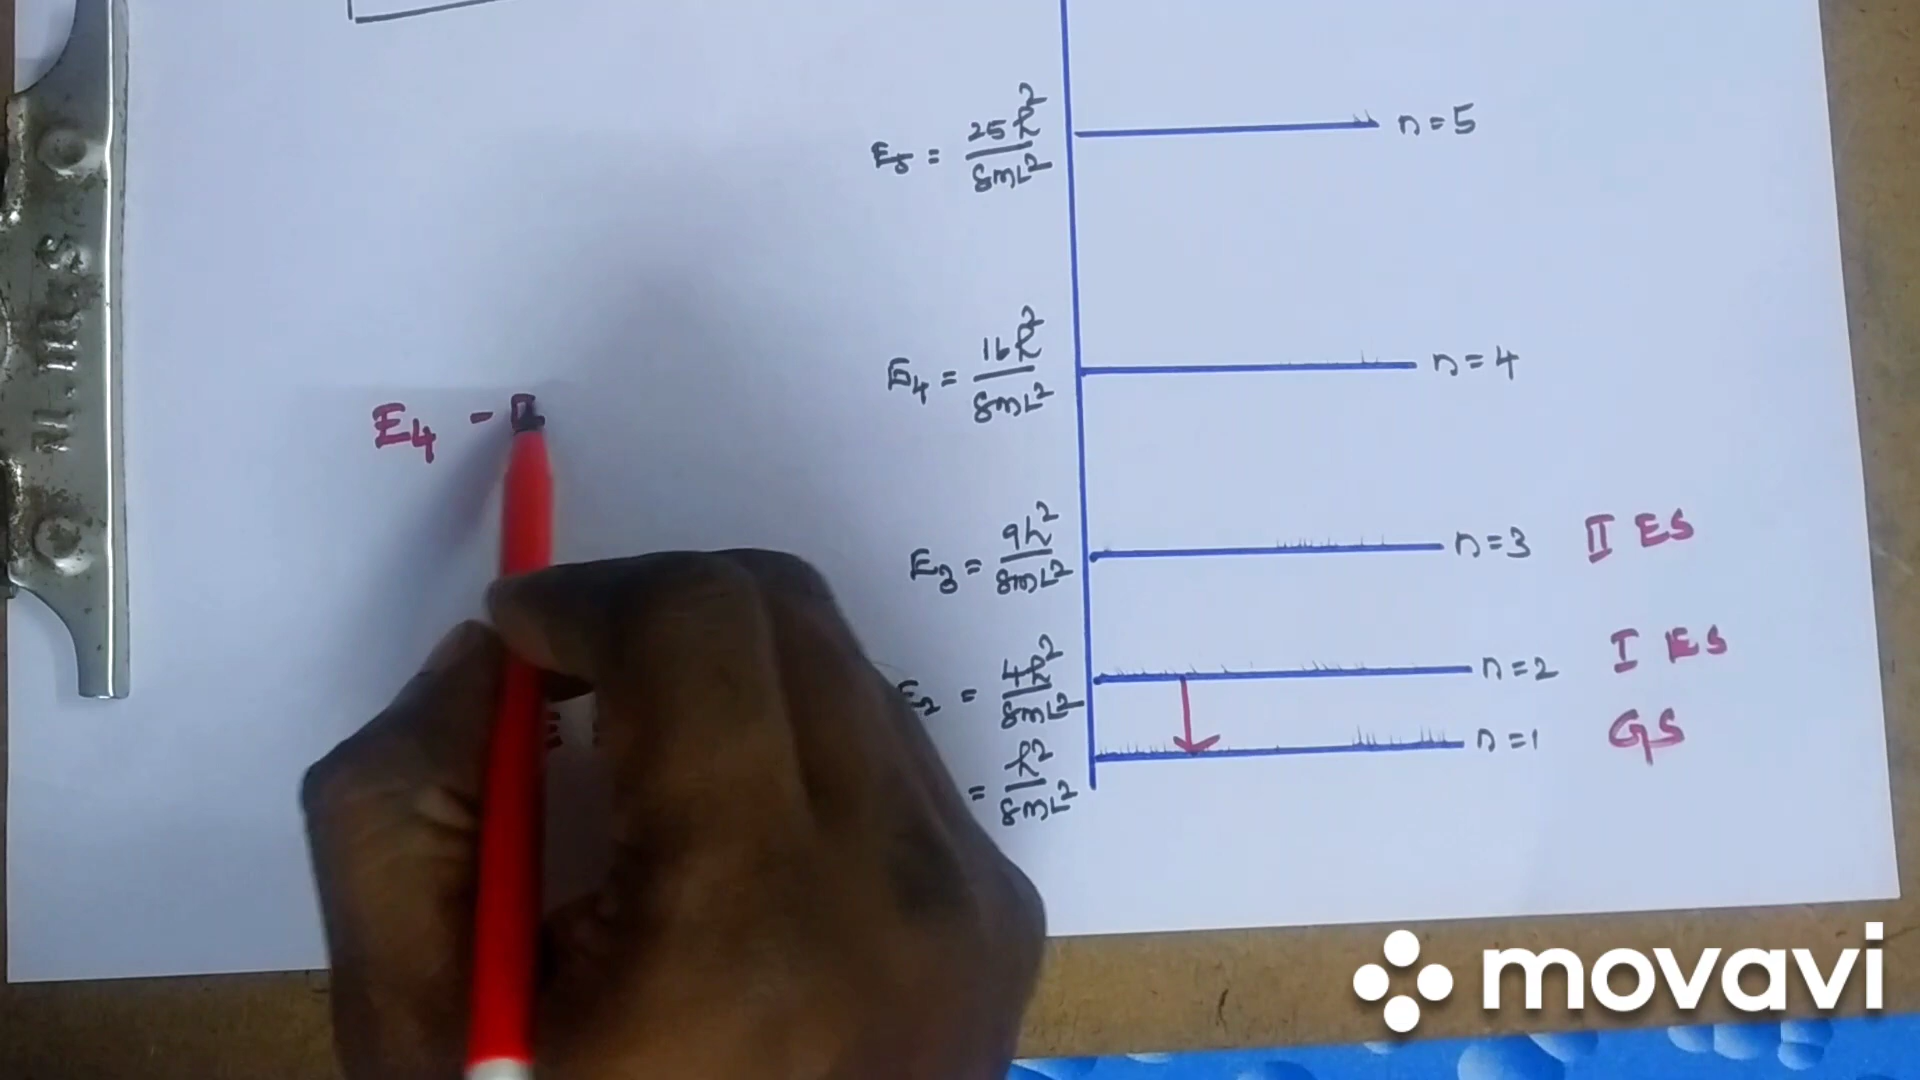 E₅ = 25h²/8mL² n=5
E₄ = 16h²/8mL² n=4
E₄ -
E₃ = 9h²/8mL² n=3 II ES
E₂ = 4h²/8mL² n=2 I ES
= h²/8mL² n=1 GS
movavi